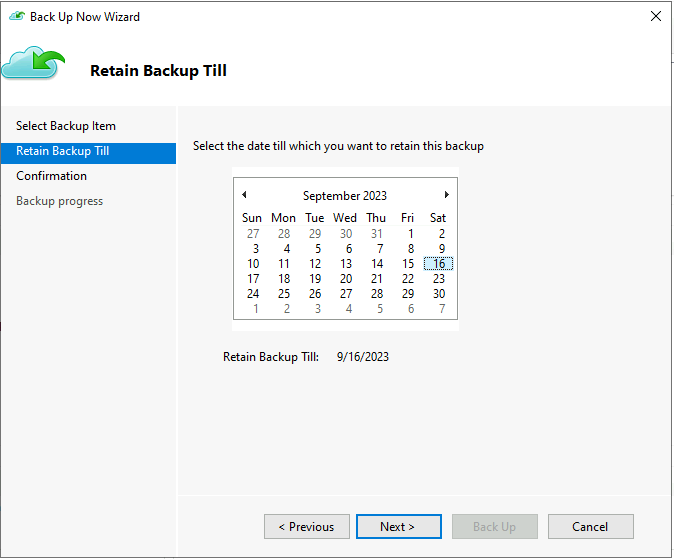 Back Up Now Wizard
Retain Backup Till
Select Backup Item
Retain Backup Till
Confirmation
Backup progress
Select the date till which you want to retain this backup
September 2023
Sun Mon Tue Wed Thu Fri Sat
27 28 29 30 31 1 2
3 4 5 6 7 8 9
10 11 12 13 14 15 16
17 18 19 20 21 22 23
24 25 26 27 28 29 30
1 2 3 4 5 6 7
Retain Backup Till: 9/16/2023
< Previous Next > Back Up Cancel